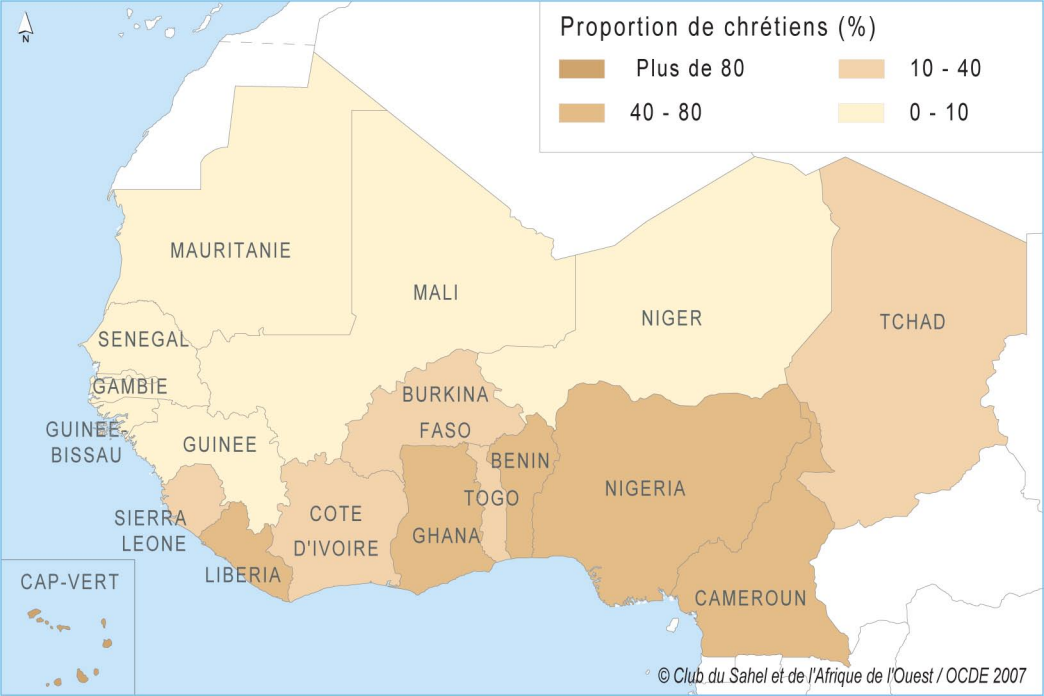 N
Proportion de chrétiens (%)
Plus de 80
10 - 40
40 - 80
0 - 10
MAURITANIE
MALI
NIGER
TCHAD
SENEGAL
GAMBIE
GUINEE-
BISSAU
GUINEE
BURKINA
FASO
BENIN
TOGO
NIGERIA
SIERRA
LEONE
COTE
D'IVOIRE
GHANA
LIBERIA
CAP-VERT
CAMEROUN
© Club du Sahel et de l'Afrique de l'Ouest / OCDE 2007